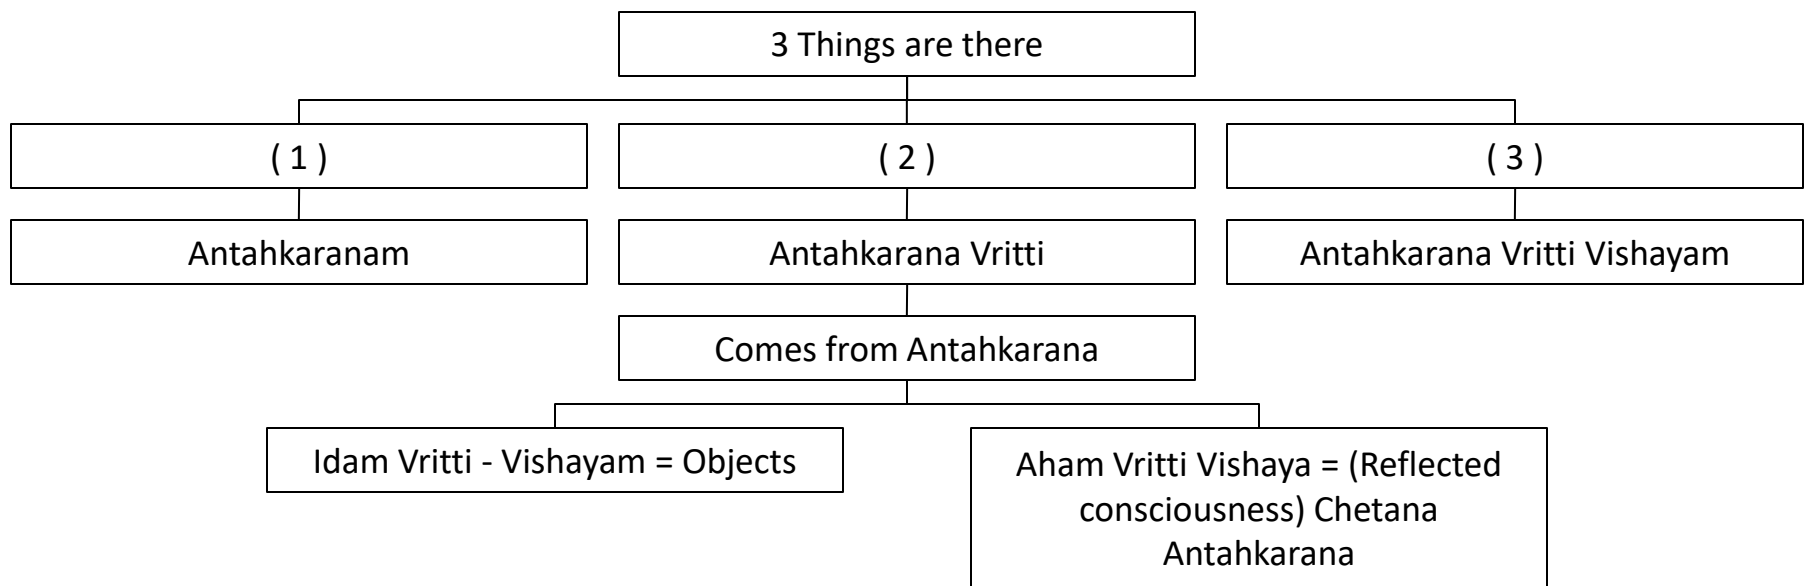 3 Things are there
( 1 )
( 2 )
( 3 )
Antahkaranam
Antahkarana Vritti
Antahkarana Vritti Vishayam
Comes from Antahkarana
Idam Vritti - Vishayam = Objects
Aham Vritti Vishaya = (Reflected
consciousness) Chetana
Antahkarana